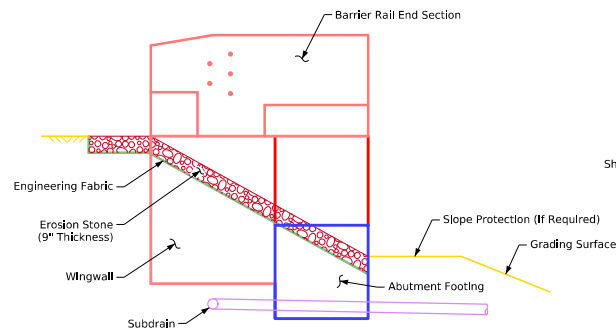 Barrier Rail End Section
Sh
Engineering Fabric
Erosion Stone
(9" Thickness)
Slope Protection (If Required)
Grading Surface
Wingwall
Abutment Footing
Subdrain